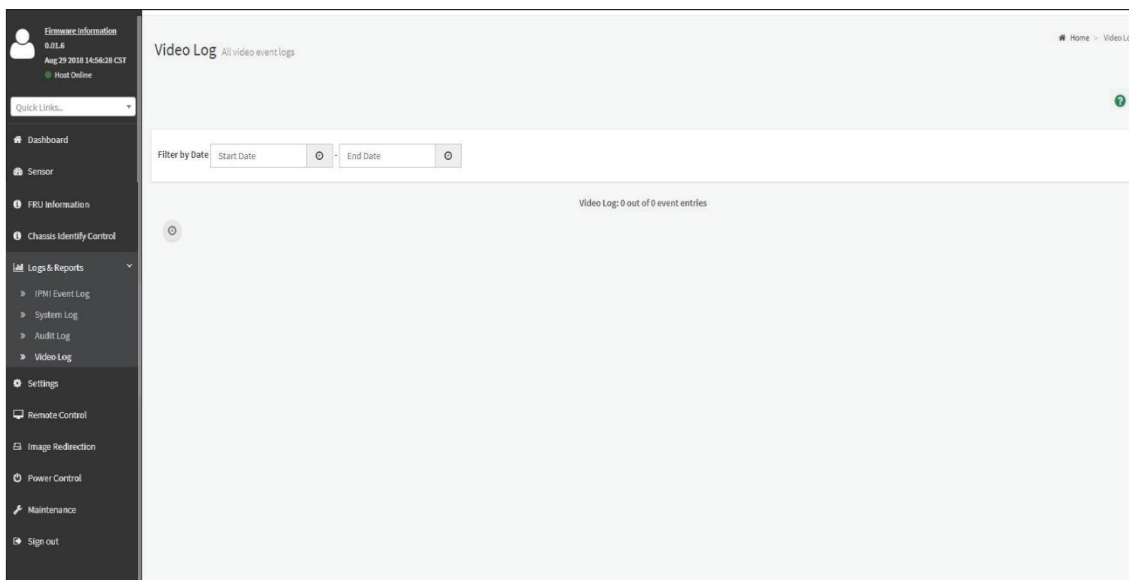 Firmware Information
0.01.6
Aug 29 2018 14:56:28 CST
Host Online
Quick Links..
Dashboard
Sensor
FRU Information
Chassis Identify Control
Logs & Reports
IPMI Event Log
System Log
Audit Log
Video Log
Settings
Remote Control
Image Redirection
Power Control
Maintenance
Sign out
Video Log All video event logs
Home > Video Lo
Filter by Date Start Date - End Date
Video Log: 0 out of 0 event entries